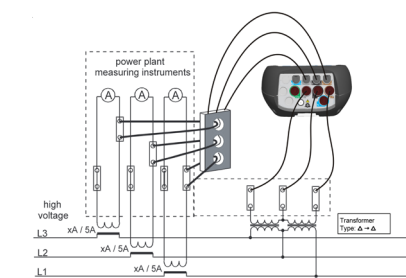 power plant
measuring instruments
A
A
A
high
voltage
Transformer
Type: Δ → Δ
L3
xA / 5A
L2
xA / 5A
L1
xA / 5A